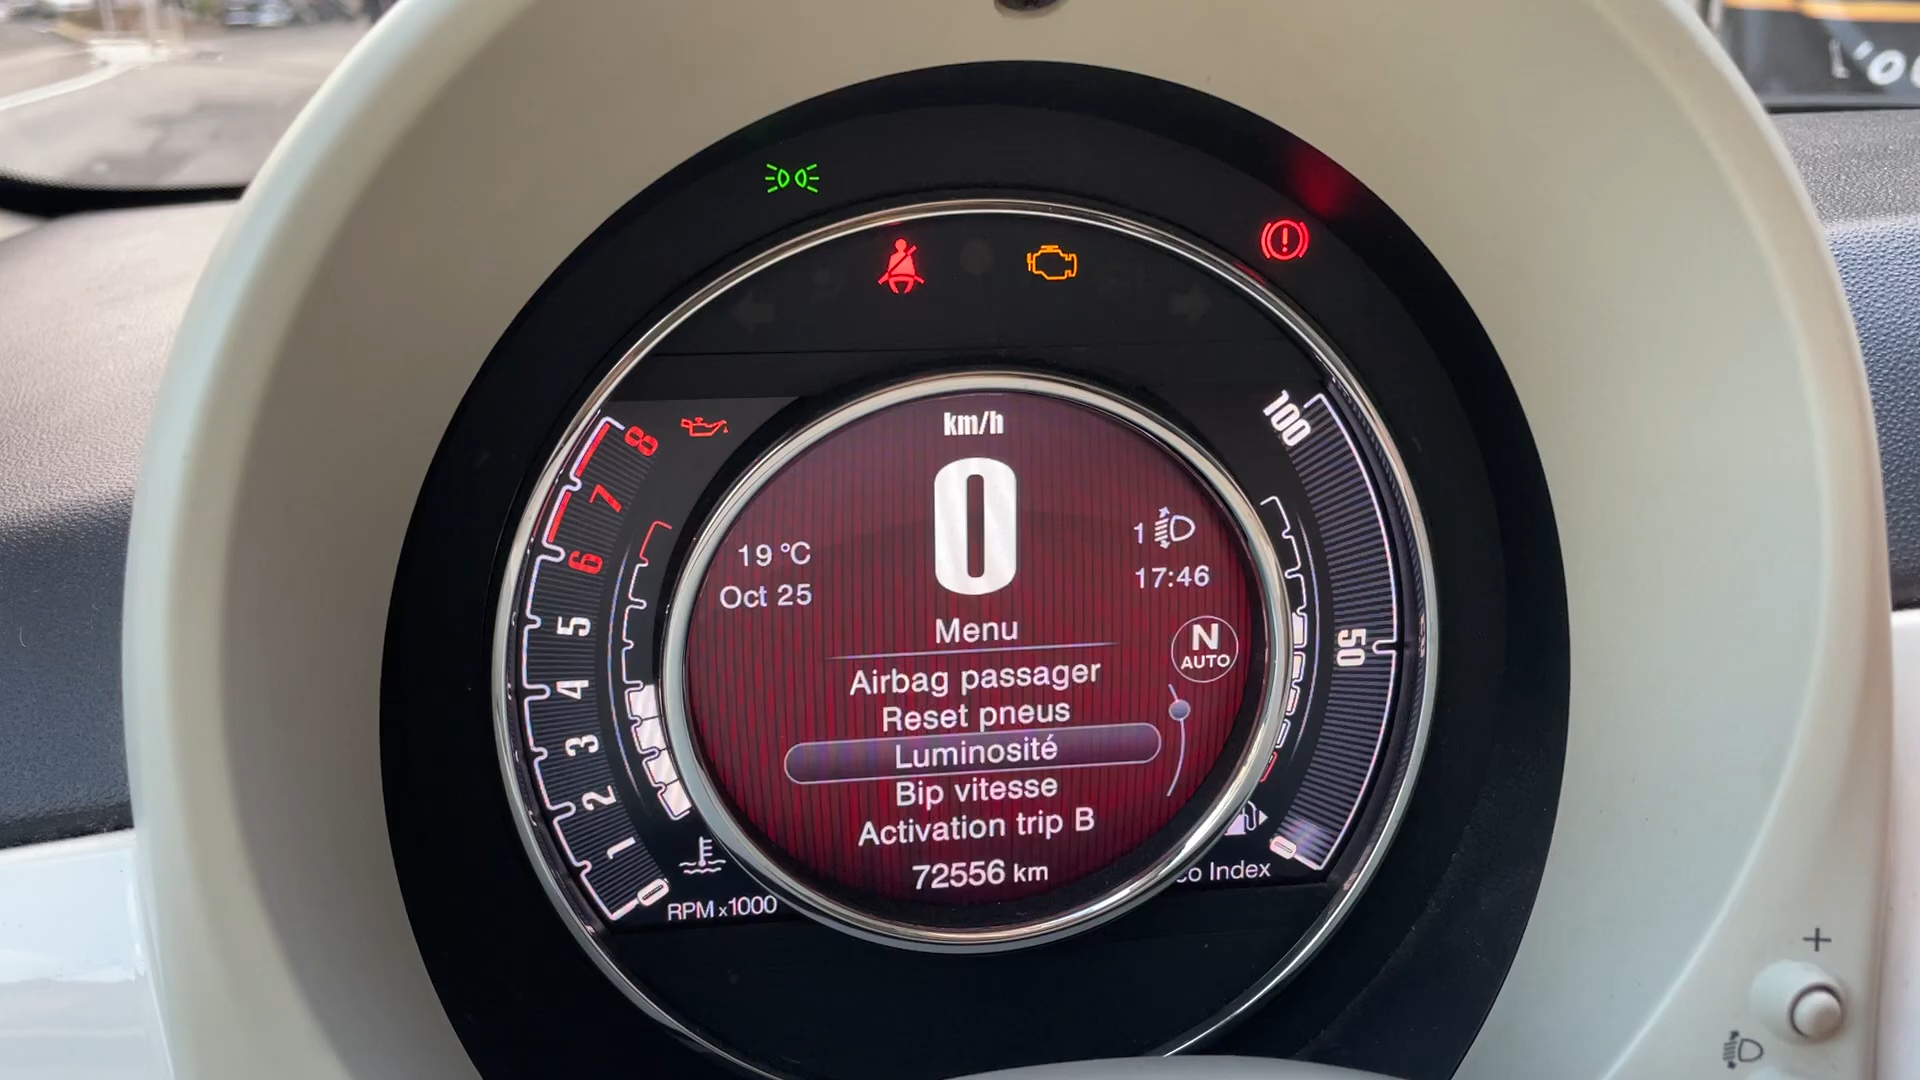 km/h
0
19 °C
Oct 25
1
17:46
N
AUTO
Menu
Airbag passager
Reset pneus
Luminosité
Bip vitesse
Activation trip B
72556 km
8
7
6
5
4
3
2
1
0
RPM x1000
100
50
0
Index
+